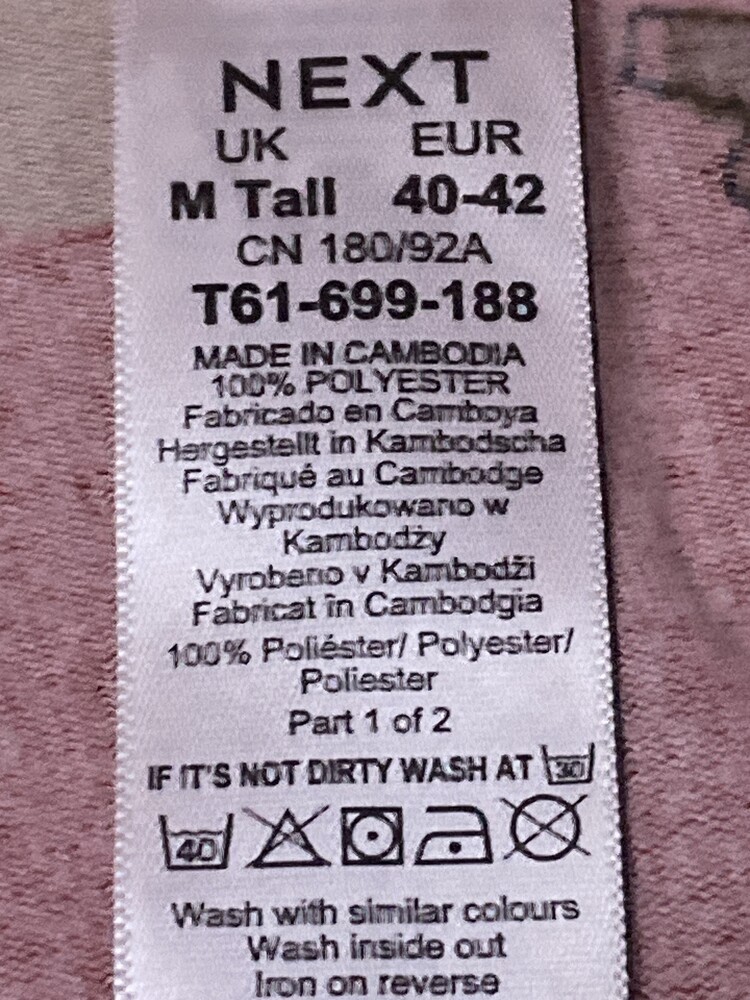 NEXT
UK EUR
M Tall 40-42
CN 180/92A
T61-699-188
MADE IN CAMBODIA
100% POLYESTER
Fabricado en Camboya
Hergestellt in Kambodscha
Fabriqué au Cambodge
Wyprodukowano w
Kambodży
Vyrobeno v Kambodži
Fabricat în Cambodgia
100% Poliéster/ Polyester/
Poliester
Part 1 of 2
IF IT'S NOT DIRTY WASH AT 30
40
Wash with similar colours
Wash inside out
Iron on reverse